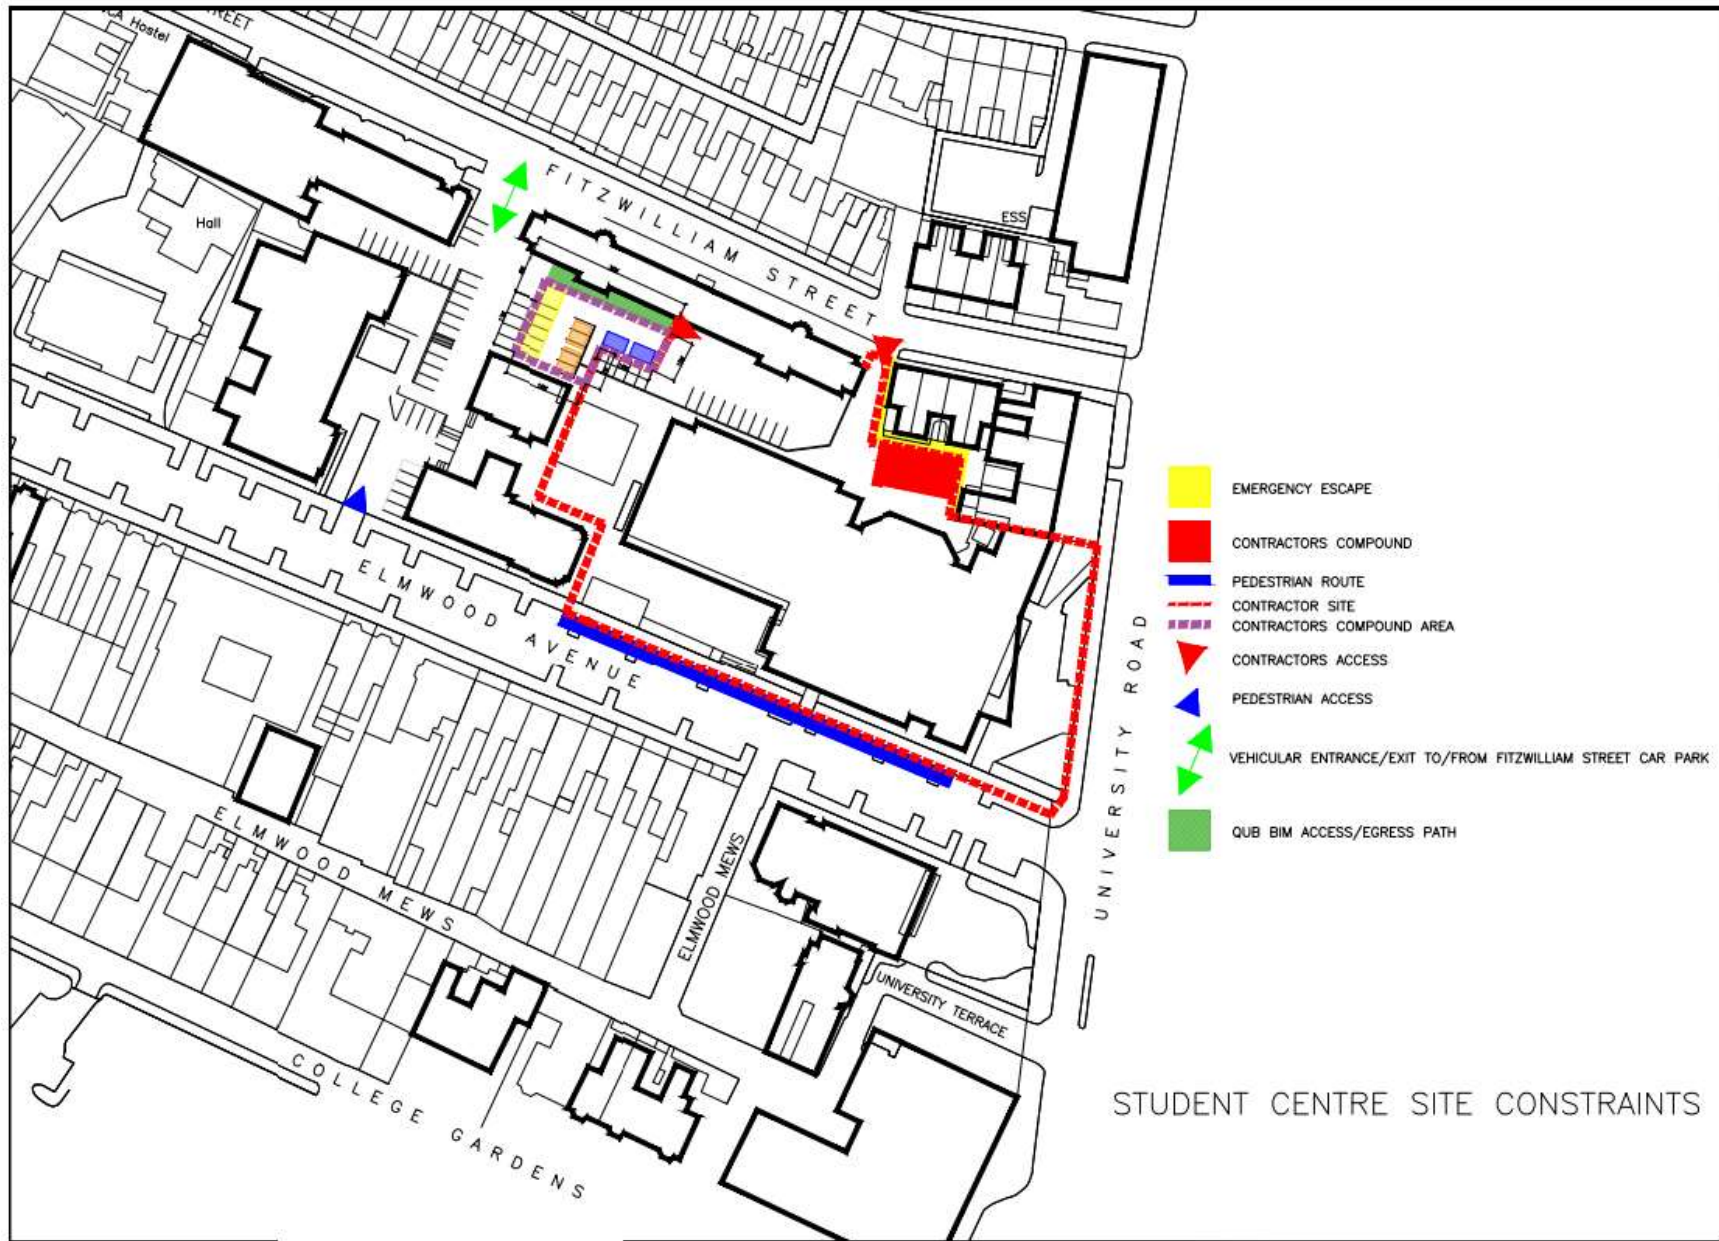 STREET
CA Hostel
Hall
FITZWILLIAM STREET
ESS
ELMWOOD AVENUE
UNIVERSITY ROAD
ELMWOOD MEWS
ELMWOOD MEWS
UNIVERSITY TERRACE
COLLEGE GARDENS
EMERGENCY ESCAPE
CONTRACTORS COMPOUND
PEDESTRIAN ROUTE
CONTRACTOR SITE
CONTRACTORS COMPOUND AREA
CONTRACTORS ACCESS
PEDESTRIAN ACCESS
VEHICULAR ENTRANCE/EXIT TO/FROM FITZWILLIAM STREET CAR PARK
QUB BIM ACCESS/EGRESS PATH
STUDENT CENTRE SITE CONSTRAINTS